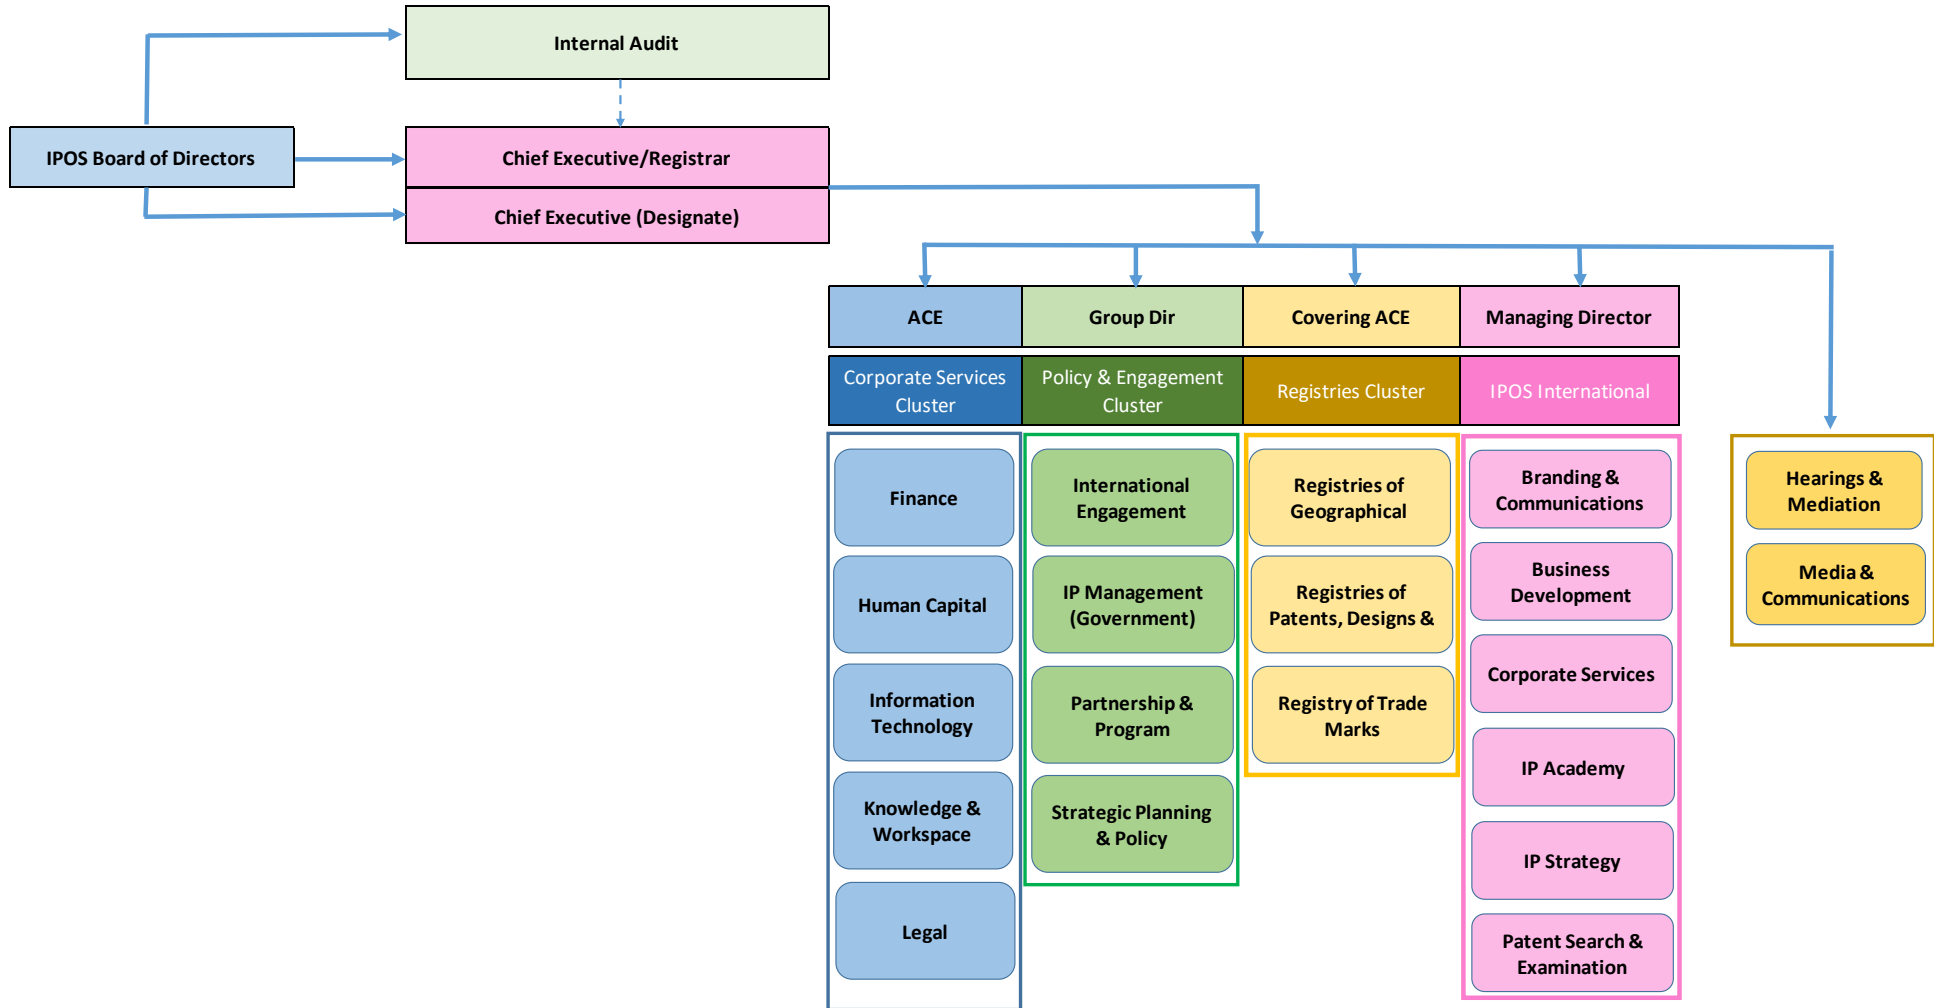 Internal Audit
IPOS Board of Directors
Chief Executive/Registrar
Chief Executive (Designate)
ACE
Group Dir
Covering ACE
Managing Director
Corporate Services
Cluster
Policy & Engagement
Cluster
Registries Cluster
IPOS International
Finance
Human Capital
Information
Technology
Knowledge &
Workspace
Legal
International
Engagement
IP Management
(Government)
Partnership &
Program
Strategic Planning
& Policy
Registries of
Geographical
Registries of
Patents, Designs &
Registry of Trade
Marks
Branding &
Communications
Business
Development
Corporate Services
IP Academy
IP Strategy
Patent Search &
Examination
Hearings &
Mediation
Media &
Communications